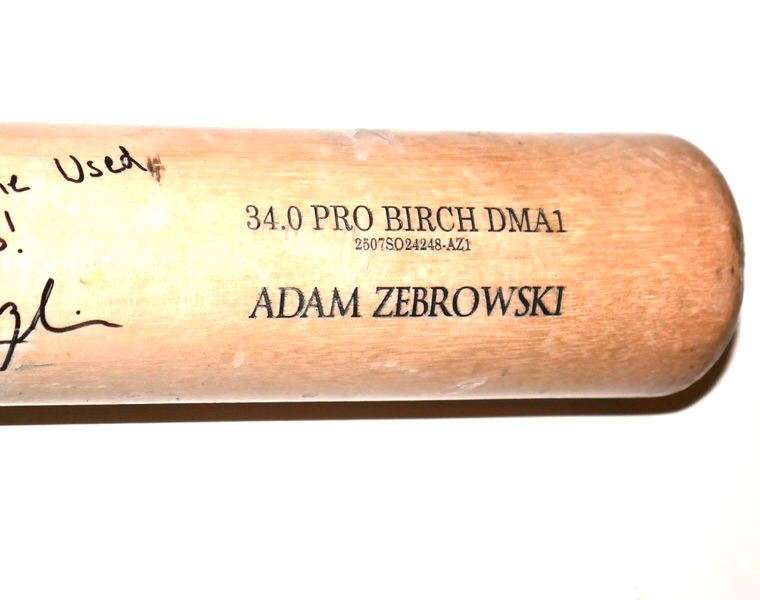 Used
34.0 PRO BIRCH DMA1
2507SO24248-AZ1
ADAM ZEBROWSKI